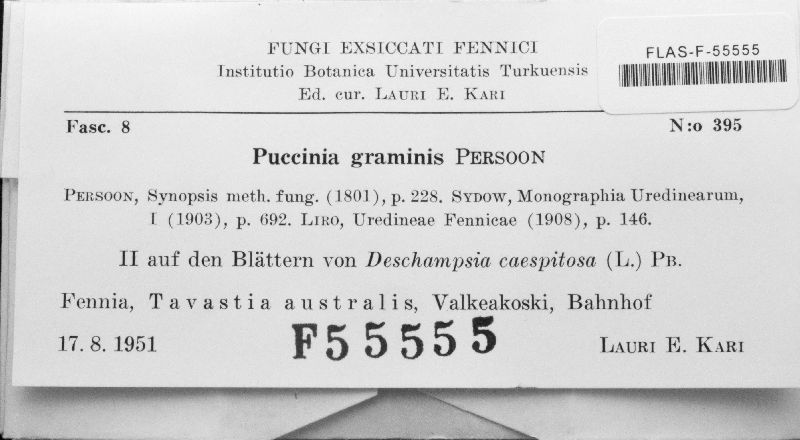 FUNGI EXSICCATI FENNICI
Institutio Botanica Universitatis Turkuensis
Ed. cur. LAURI E. KARI
FLAS-F-55555
Fasc. 8 N:o 395
Puccinia graminis PERSOON
PERSOON, Synopsis meth. fung. (1801), p. 228. SYDOW, Monographia Uredinearum,
I (1903), p. 692. LIRO, Uredineae Fennicae (1908), p. 146.
II auf den Blättern von Deschampsia caespitosa (L.) PB.
Fennia, Tavastia australis, Valkeakoski, Bahnhof
17. 8. 1951 F55555 LAURI E. KARI